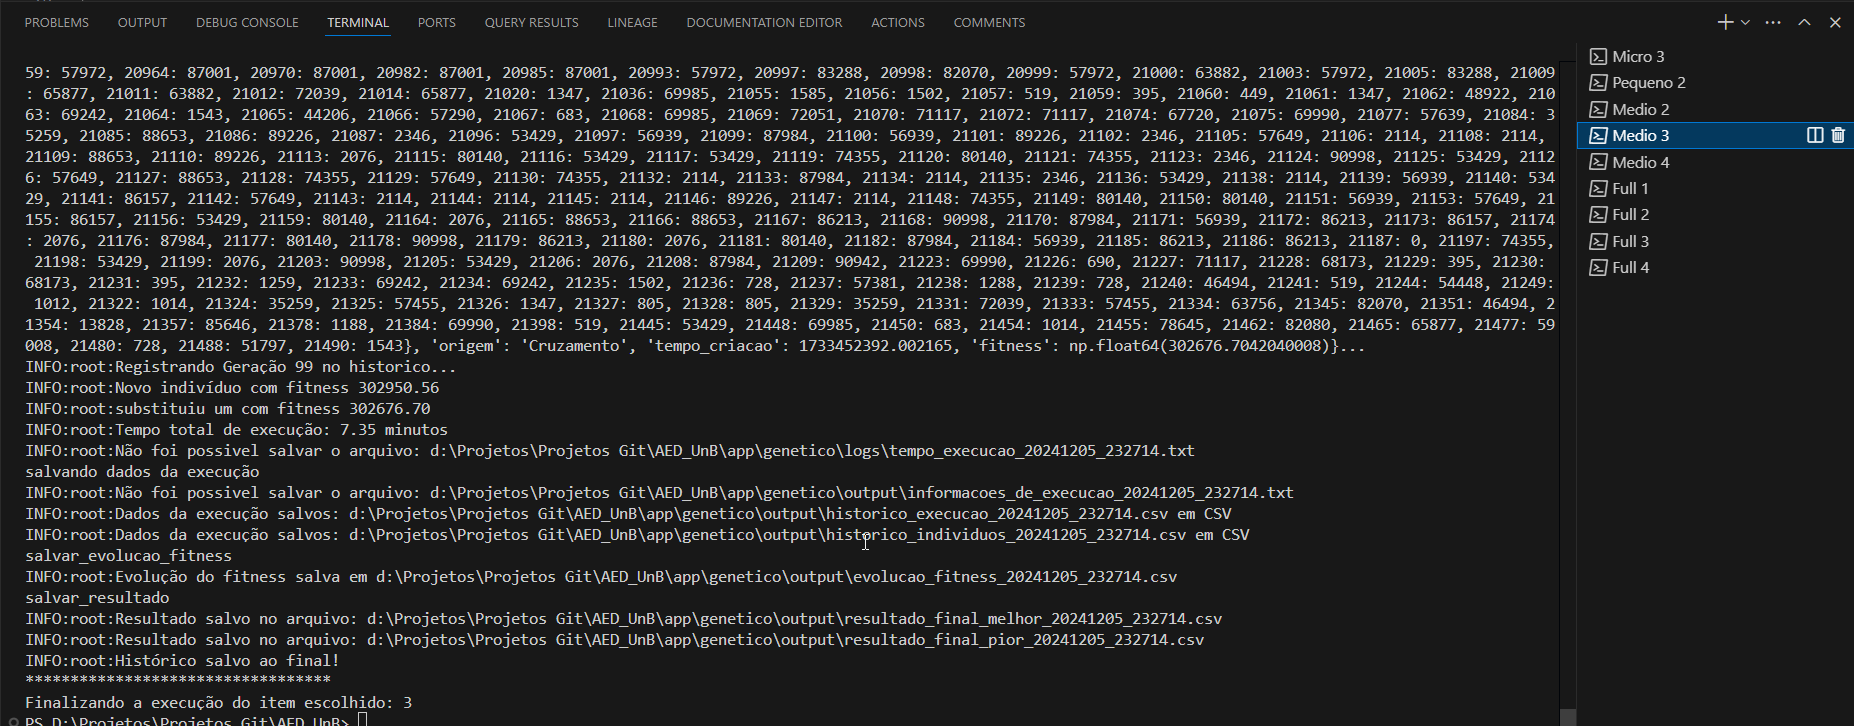 PROBLEMS OUTPUT DEBUG CONSOLE TERMINAL PORTS QUERY RESULTS LINEAGE DOCUMENTATION EDITOR ACTIONS COMMENTS
59: 57972, 20964: 87001, 20970: 87001, 20982: 87001, 20985: 87001, 20993: 57972, 20997: 83288, 20998: 82070, 20999: 57972, 21000: 63882, 21003: 57972, 21005: 83288, 21009
: 65877, 21011: 63882, 21012: 72039, 21014: 65877, 21020: 1347, 21036: 69985, 21055: 1585, 21056: 1502, 21057: 519, 21059: 395, 21060: 449, 21061: 1347, 21062: 48922, 210
63: 69242, 21064: 1543, 21065: 44206, 21066: 57290, 21067: 683, 21068: 69985, 21069: 72051, 21070: 71117, 21072: 71117, 21074: 67720, 21075: 69990, 21077: 57639, 21084: 3
5259, 21085: 88653, 21086: 89226, 21087: 2346, 21096: 53429, 21097: 56939, 21099: 87984, 21100: 56939, 21101: 89226, 21102: 2346, 21105: 57649, 21106: 2114, 21108: 2114,
21109: 88653, 21110: 89226, 21113: 2076, 21115: 80140, 21116: 53429, 21117: 53429, 21119: 74355, 21120: 80140, 21121: 74355, 21123: 2346, 21124: 90998, 21125: 53429, 2112
6: 57649, 21127: 88653, 21128: 74355, 21129: 57649, 21130: 74355, 21132: 2114, 21133: 87984, 21134: 2114, 21135: 2346, 21136: 53429, 21138: 2114, 21139: 56939, 21140: 534
29, 21141: 86157, 21142: 57649, 21143: 2114, 21144: 2114, 21145: 2114, 21146: 89226, 21147: 2114, 21148: 74355, 21149: 80140, 21150: 80140, 21151: 56939, 21153: 57649, 21
155: 86157, 21156: 53429, 21159: 80140, 21164: 2076, 21165: 88653, 21166: 88653, 21167: 86213, 21168: 90998, 21170: 87984, 21171: 56939, 21172: 86213, 21173: 86157, 21174
: 2076, 21176: 87984, 21177: 80140, 21178: 90998, 21179: 86213, 21180: 2076, 21181: 80140, 21182: 87984, 21184: 56939, 21185: 86213, 21186: 86213, 21187: 0, 21197: 74355,
21198: 53429, 21199: 2076, 21203: 90998, 21205: 53429, 21206: 2076, 21208: 87984, 21209: 90942, 21223: 69990, 21226: 690, 21227: 71117, 21228: 68173, 21229: 395, 21230:
68173, 21231: 395, 21232: 1259, 21233: 69242, 21234: 69242, 21235: 1502, 21236: 728, 21237: 57381, 21238: 1288, 21239: 728, 21240: 46494, 21241: 519, 21244: 54448, 21249:
1012, 21322: 1014, 21324: 35259, 21325: 57455, 21326: 1347, 21327: 805, 21328: 805, 21329: 35259, 21331: 72039, 21333: 57455, 21334: 63756, 21345: 82070, 21351: 46494, 2
1354: 13828, 21357: 85646, 21378: 1188, 21384: 69990, 21398: 519, 21445: 53429, 21448: 69985, 21450: 683, 21454: 1014, 21455: 78645, 21462: 82080, 21465: 65877, 21477: 59
008, 21480: 728, 21488: 51797, 21490: 1543}, 'origem': 'Cruzamento', 'tempo_criacao': 1733452392.002165, 'fitness': np.float64(302676.7042040008)}...
INFO:root:Registrando Geração 99 no historico...
INFO:root:Novo indivíduo com fitness 302950.56
INFO:root:substituiu um com fitness 302676.70
INFO:root:Tempo total de execução: 7.35 minutos
INFO:root:Não foi possivel salvar o arquivo: d:\Projetos\Projetos Git\AED_UnB\app\genetico\logs\tempo_execucao_20241205_232714.txt
salvando dados da execução
INFO:root:Não foi possivel salvar o arquivo: d:\Projetos\Projetos Git\AED_UnB\app\genetico\output\informacoes_de_execucao_20241205_232714.txt
INFO:root:Dados da execução salvos: d:\Projetos\Projetos Git\AED_UnB\app\genetico\output\historico_execucao_20241205_232714.csv em CSV
INFO:root:Dados da execução salvos: d:\Projetos\Projetos Git\AED_UnB\app\genetico\output\historico_individuos_20241205_232714.csv em CSV
salvar_evolucao_fitness
INFO:root:Evolução do fitness salva em d:\Projetos\Projetos Git\AED_UnB\app\genetico\output\evolucao_fitness_20241205_232714.csv
salvar_resultado
INFO:root:Resultado salvo no arquivo: d:\Projetos\Projetos Git\AED_UnB\app\genetico\output\resultado_final_melhor_20241205_232714.csv
INFO:root:Resultado salvo no arquivo: d:\Projetos\Projetos Git\AED_UnB\app\genetico\output\resultado_final_pior_20241205_232714.csv
INFO:root:Histórico salvo ao final!
**********************************
Finalizando a execução do item escolhido: 3
PS D:\Projetos\Projetos Git\AED_UnB>
Micro 3
Pequeno 2
Medio 2
Medio 3
Medio 4
Full 1
Full 2
Full 3
Full 4